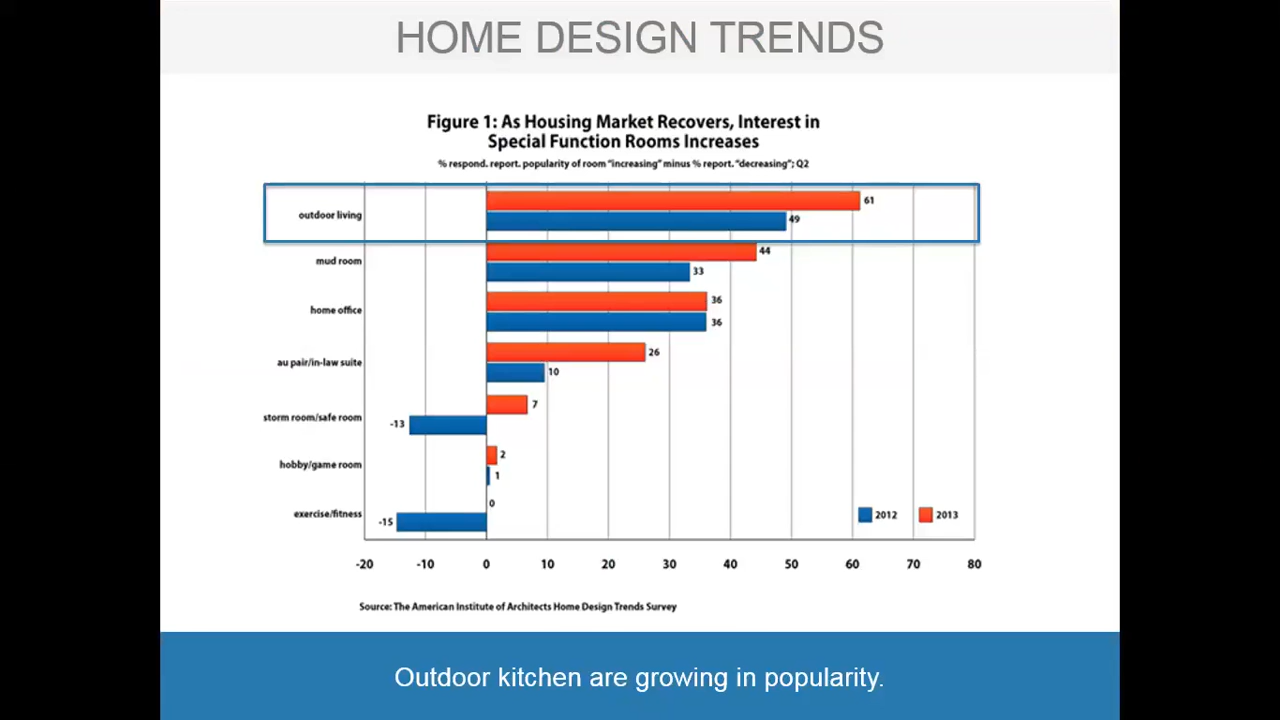 HOME DESIGN TRENDS
Figure 1: As Housing Market Recovers, Interest in
Special Function Rooms Increases
% respond. report. popularity of room "increasing" minus % report. "decreasing"; Q2
outdoor living
61
49
mud room
44
33
home office
36
36
au pair/in-law suite
26
10
storm room/safe room
7
-13
hobby/game room
2
1
exercise/fitness
0
-15
2012 2013
-20 -10 0 10 20 30 40 50 60 70 80
Source: The American Institute of Architects Home Design Trends Survey
Outdoor kitchen are growing in popularity.